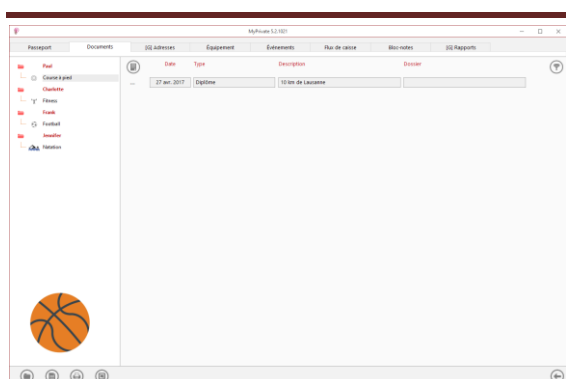 MyPrivate 5.2.1021
Passeport Documents [G] Adresses Équipement Évènements Flux de caisse Bloc-notes [G] Rapports
Paul
Course à pied
Charlotte
Fitness
Frank
Football
Jennifer
Natation
Date Type Description Dossier
... 27 avr. 2017 Diplôme 10 km de Lausanne